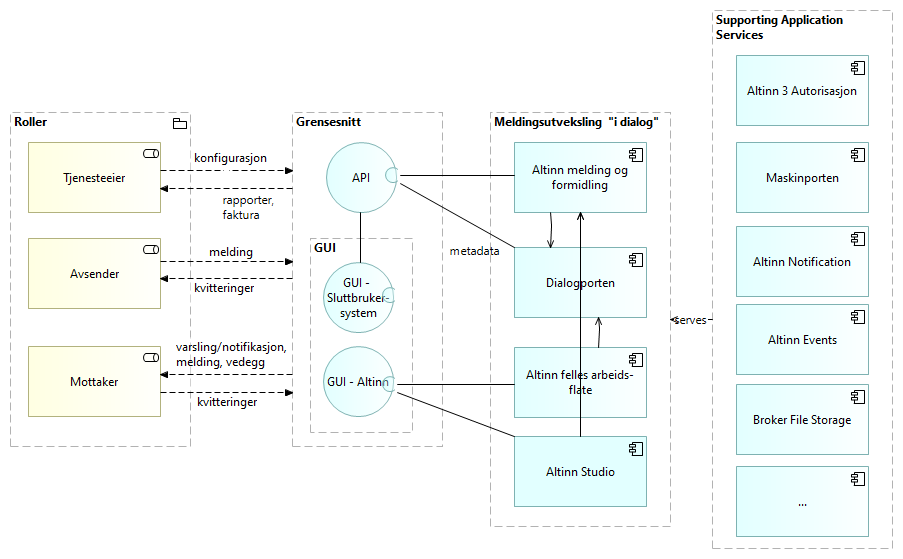 Supporting Application
Services
Altinn 3 Autorisasjon
Maskinporten
Altinn Notification
Altinn Events
Broker File Storage
...
Roller
Tjenesteeier
Avsender
Mottaker
konfigurasjon
rapporter,
faktura
melding
kvitteringer
varsling/notifikasjon,
melding, vedegg
kvitteringer
Grensesnitt
API
GUI
GUI -
Sluttbruker-
system
GUI - Altinn
metadata
Meldingsutveksling "i dialog"
Altinn melding og
formidling
Dialogporten
Altinn felles arbeids-
flate
Altinn Studio
serves